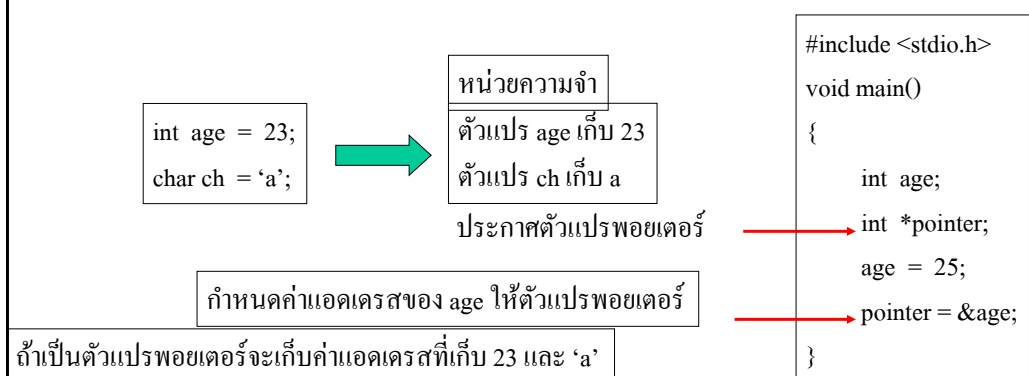 int age = 23;
char ch = ‘a’;
หน่วยความจำ
ตัวแปร age เก็บ 23
ตัวแปร ch เก็บ a
ประกาศตัวแปรพอยเตอร์
กำหนดค่าแอดเดรสของ age ให้ตัวแปรพอยเตอร์
ถ้าเป็นตัวแปรพอยเตอร์จะเก็บค่าแอดเดรสที่เก็บ 23 และ ‘a’
#include <stdio.h>
void main()
{
int age;
int *pointer;
age = 25;
pointer = &age;
}